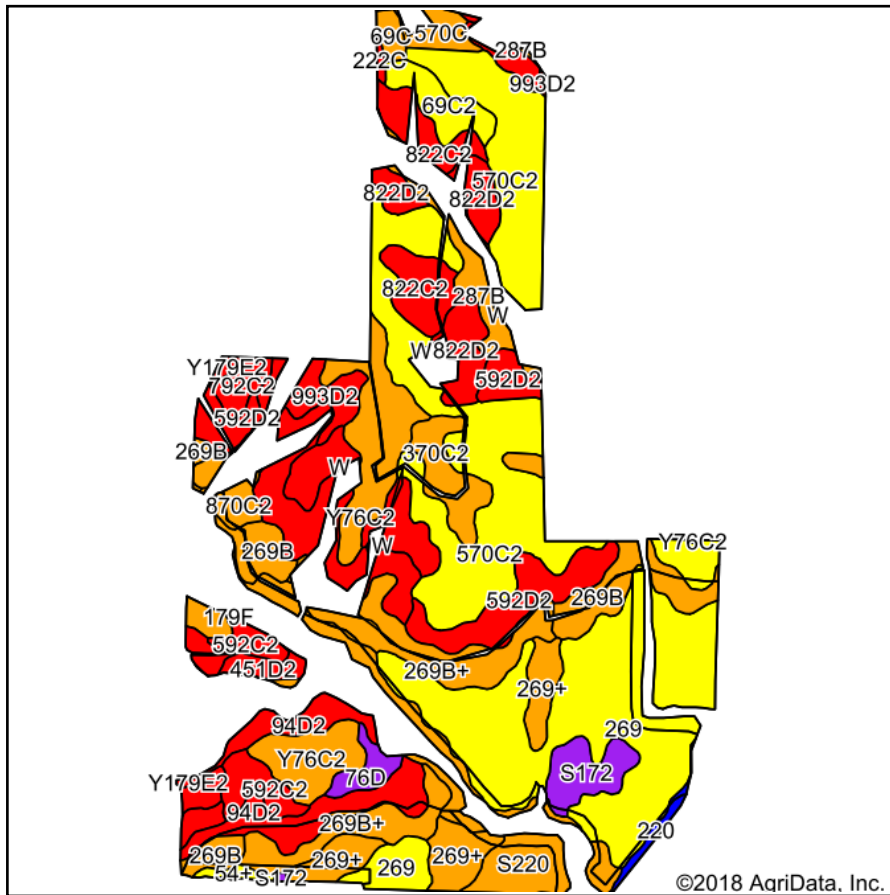 69C 570C
222C
287B
993D2
69C2
822C2
570C2
822D2
822D2
822C2
287B
W
W822D2
592D2
Y179E2
792C2
993D2
592D2
269B
370C2
W
870C2
Y76C2
W
269B
570C2
Y76C2
592D2
269B
179F
592C2
451D2
269B+
269+
269
94D2
Y76C2
S172
76D
Y179E2
592C2
94D2
269B+
220
269B
269+
269
269+
S220
54+
S172
©2018 AgriData, Inc.